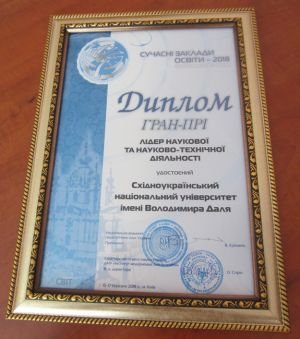 СУЧАСНІ ЗАКЛАДИ
ОСВІТИ - 2018
ДИПЛОМ
ГРАН-ПРІ
ЛІДЕР НАУКОВОЇ
ТА НАУКОВО-ТЕХНІЧНОЇ
ДІЯЛЬНОСТІ
удостоєний
Східноукраїнський
національний університет
імені Володимира Даля
СВІТ